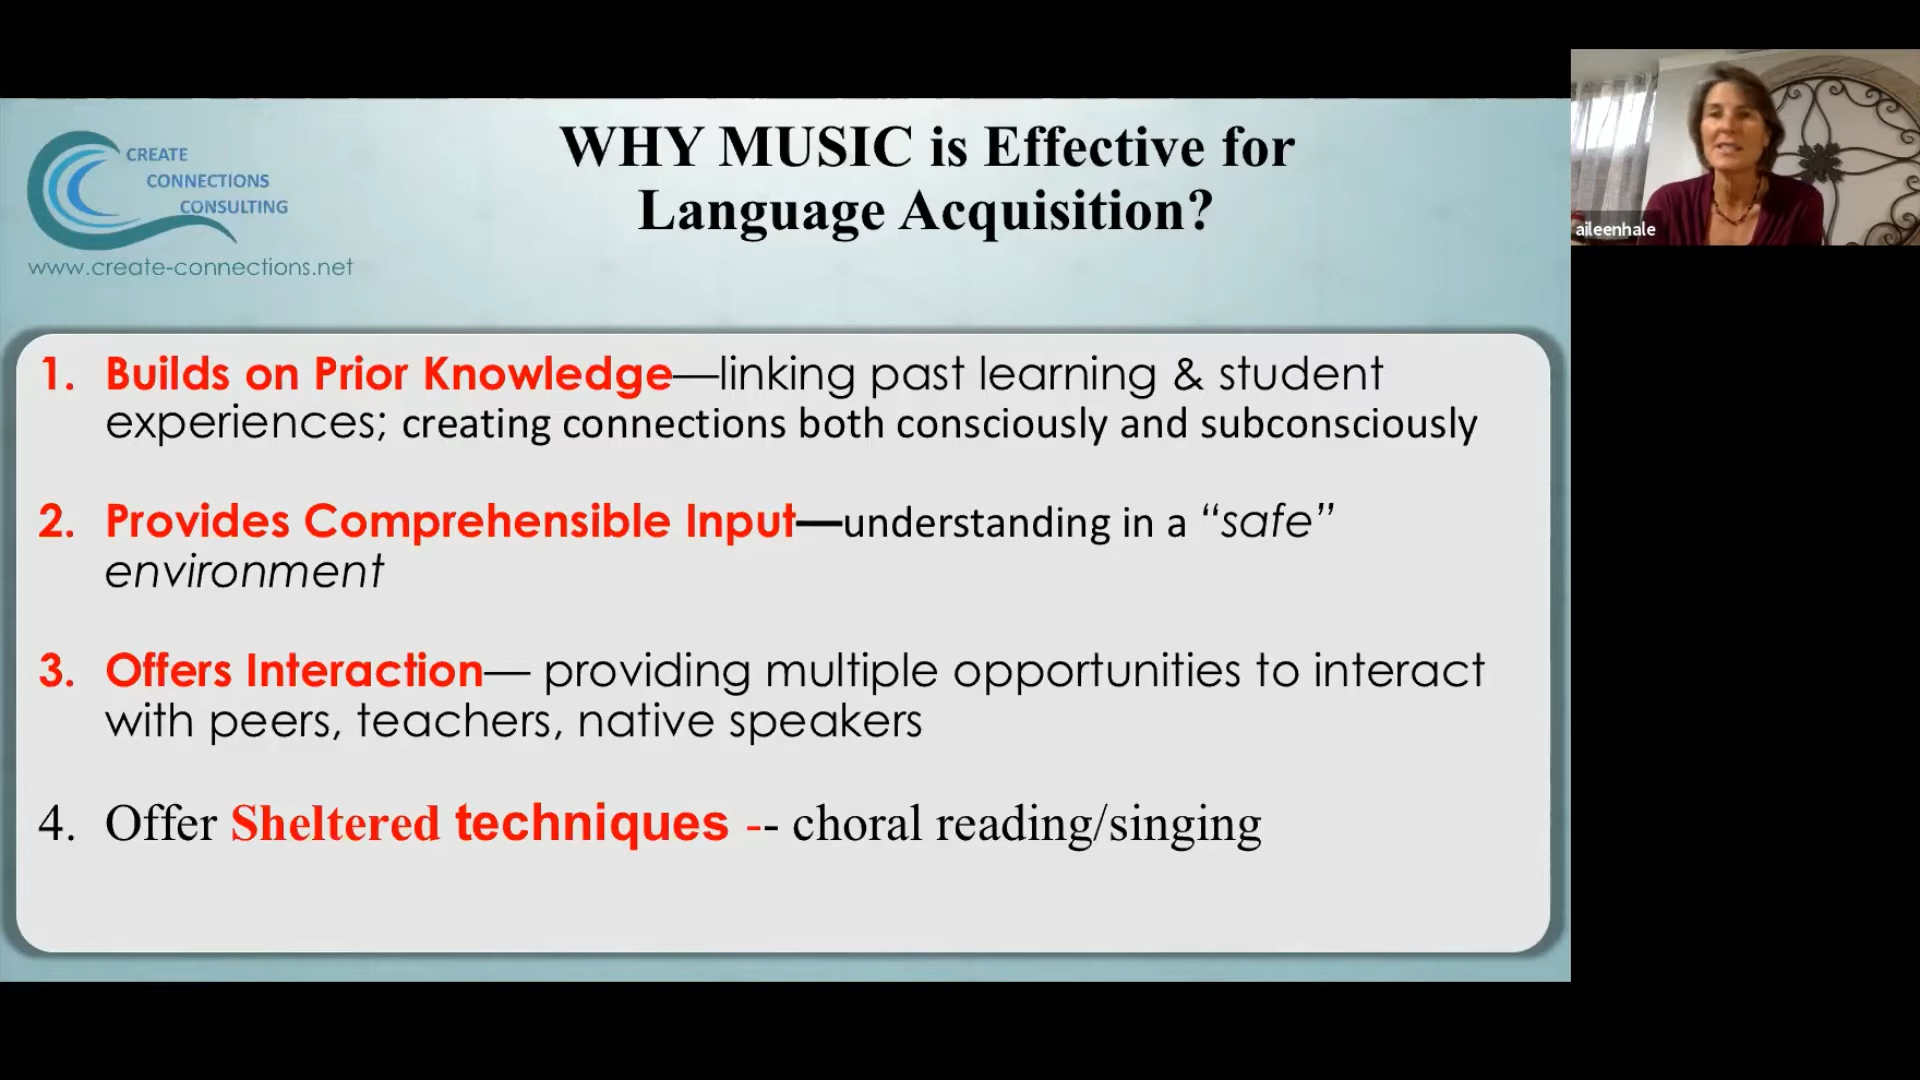 CREATE
CONNECTIONS
CONSULTING
www.create-connections.net
WHY MUSIC is Effective for
Language Acquisition?
1. Builds on Prior Knowledge—linking past learning & student
experiences; creating connections both consciously and subconsciously
2. Provides Comprehensible Input—understanding in a “safe”
environment
3. Offers Interaction— providing multiple opportunities to interact
with peers, teachers, native speakers
4. Offer Sheltered techniques -- choral reading/singing
aileenhale